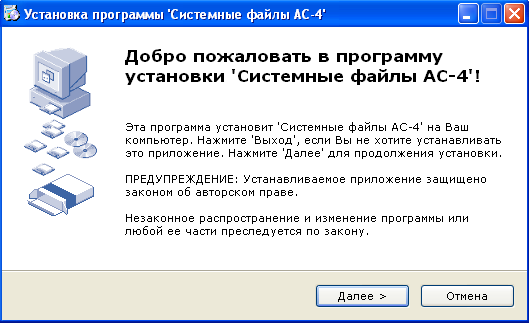 Установка программы 'Системные файлы АС-4'
Добро пожаловать в программу
установки 'Системные файлы АС-4'!
Эта программа установит 'Системные файлы АС-4' на Ваш
компьютер. Нажмите 'Выход', если Вы не хотите устанавливать
это приложение. Нажмите 'Далее' для продолжения установки.
ПРЕДУПРЕЖДЕНИЕ: Устанавливаемое приложение защищено
законом об авторском праве.
Незаконное распространение и изменение программы или
любой ее части преследуется по закону.
Далее >
Отмена